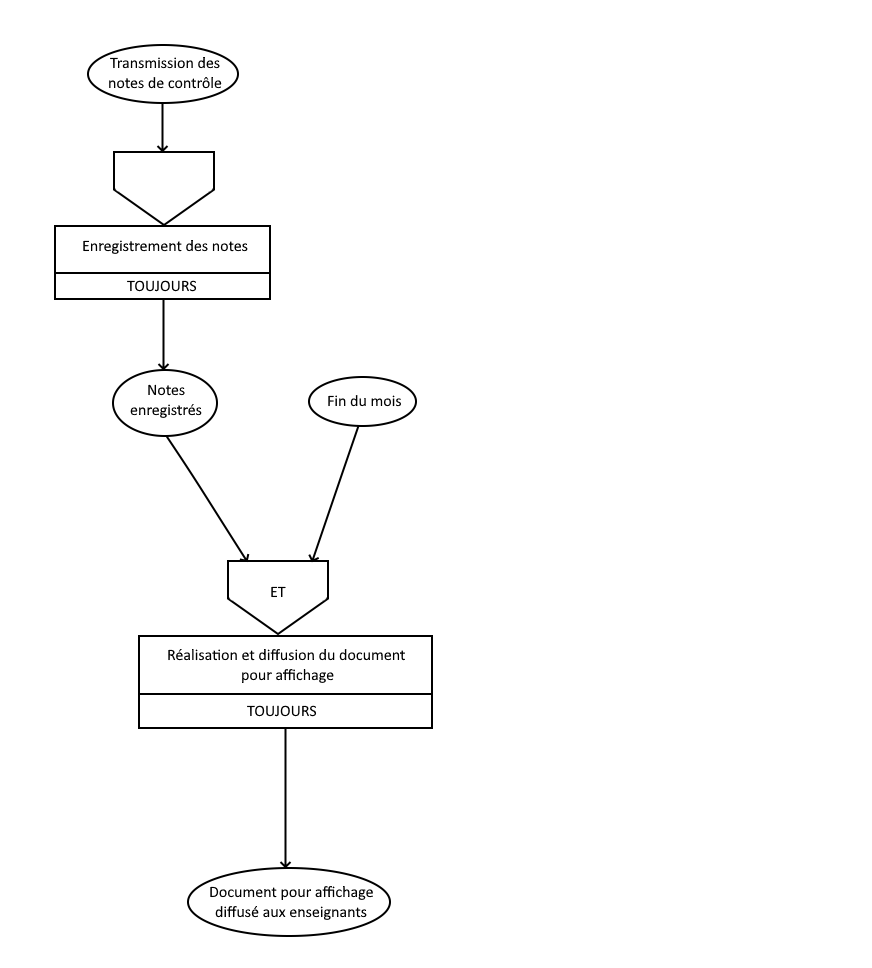 Transmission des
notes de contrôle
Enregistrement des notes
TOUJOURS
Notes
enregistrés
Fin du mois
ET
Réalisation et diffusion du document
pour affichage
TOUJOURS
Document pour affichage
diffusé aux enseignants